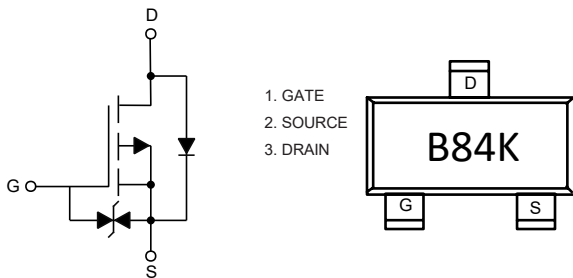 D
G
S
1. GATE
2. SOURCE
3. DRAIN
D
B84K
G
S